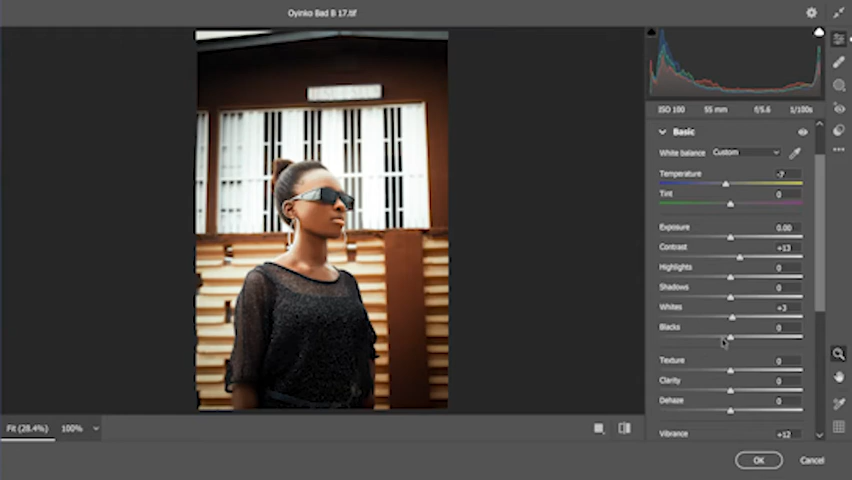 Oyinko Bad B 17.tif
ISO 100 55 mm f/5.6 1/100s
Basic
White balance Custom
Temperature -7
Tint 0
Exposure 0.00
Contrast +13
Highlights 0
Shadows 0
Whites +3
Blacks 0
Texture 0
Clarity 0
Dehaze 0
Vibrance +12
Fit (28.4%) 100%
OK Cancel